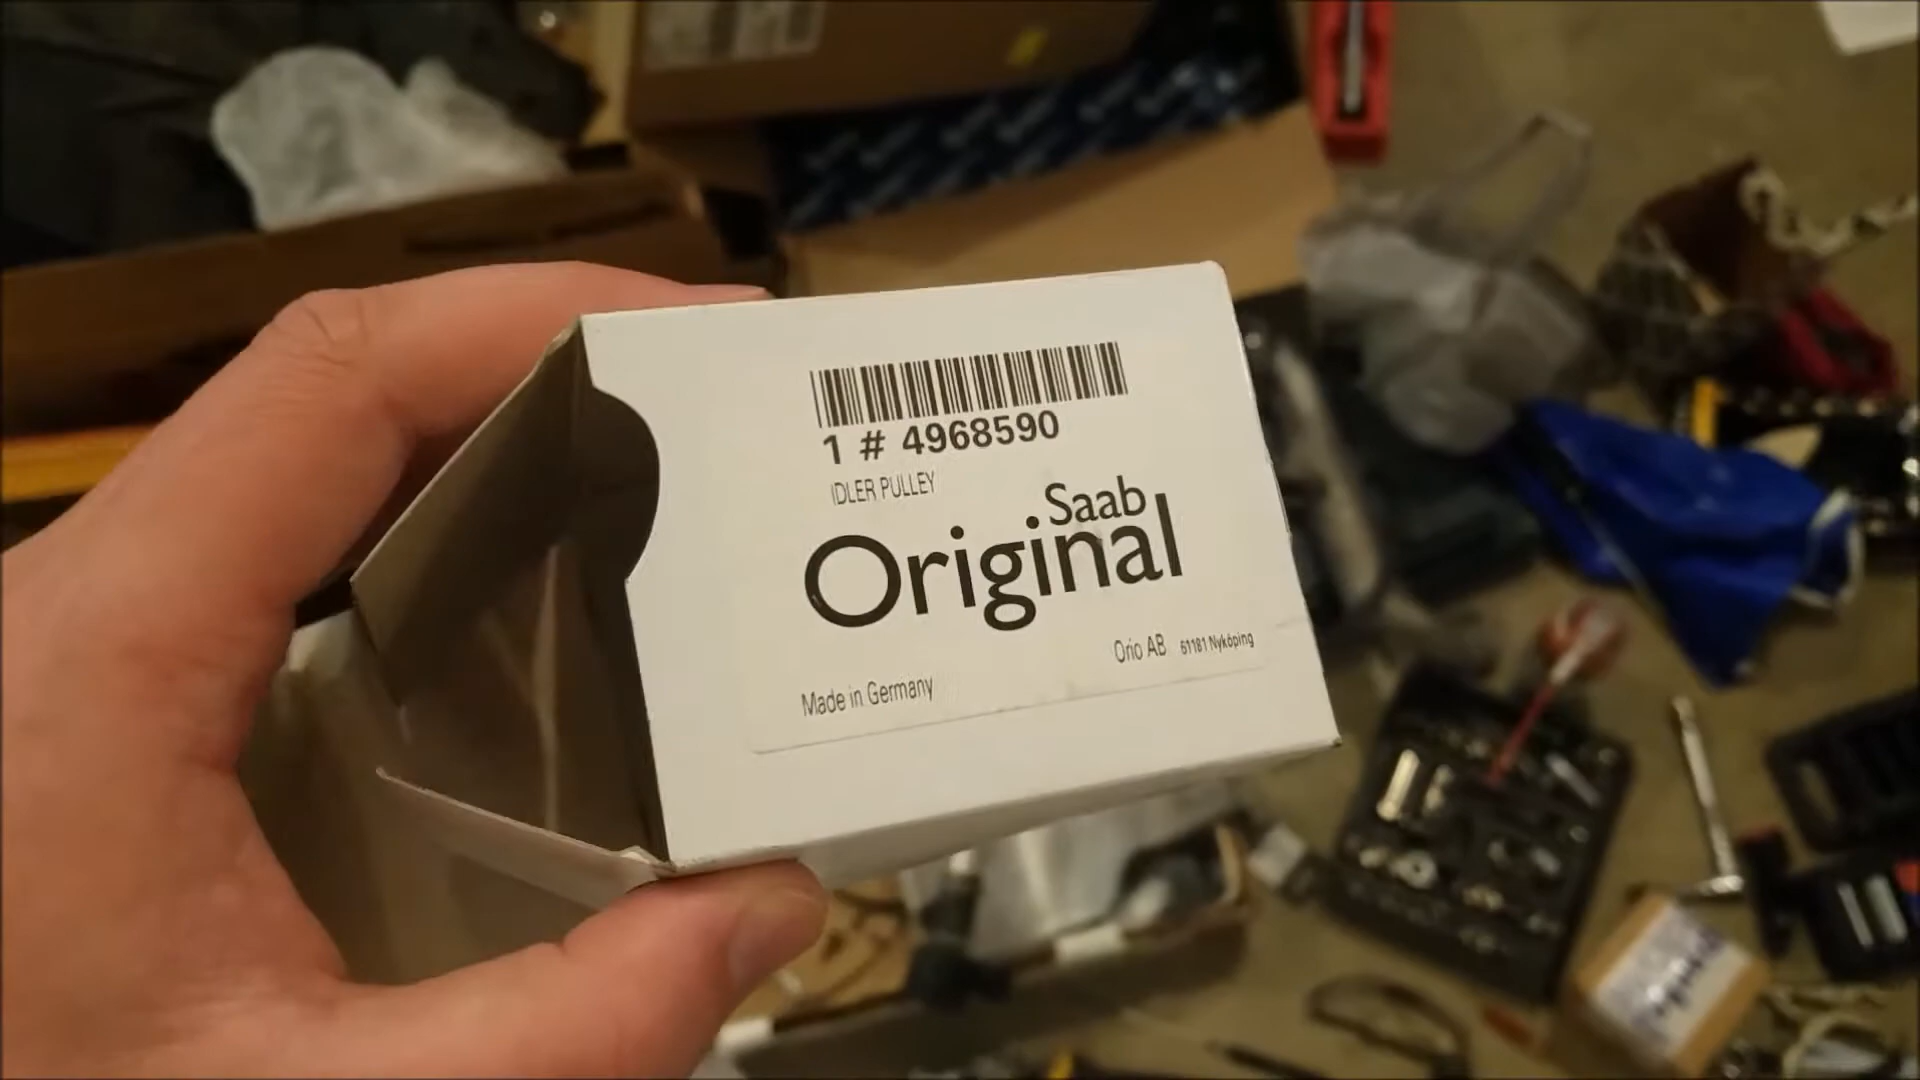 1 # 4968590
IDLER PULLEY
Saab
Original
Orio AB 61181 Nyköping
Made in Germany